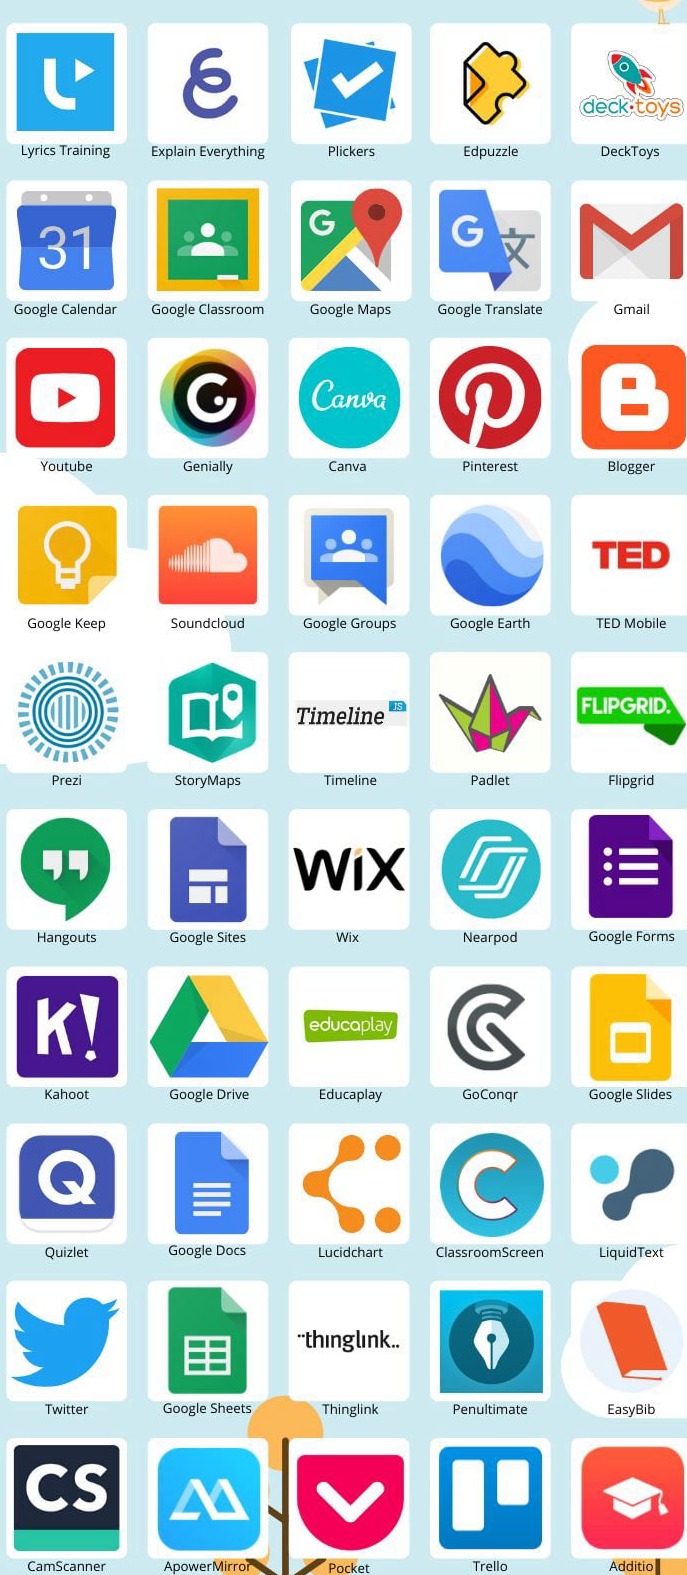 deck•toys
Lyrics Training Explain Everything Plickers Edpuzzle DeckToys
31 G G 文
Google Calendar Google Classroom Google Maps Google Translate Gmail
Canva
Youtube Genially Canva Pinterest Blogger
TED
Google Keep Soundcloud Google Groups Google Earth TED Mobile
Timeline JS FLIPGRID.
Prezi StoryMaps Timeline Padlet Flipgrid
WiX
Hangouts Google Sites Wix Nearpod Google Forms
K! educaplay
Kahoot Google Drive Educaplay GoConqr Google Slides
Q C
Quizlet Google Docs Lucidchart ClassroomScreen LiquidText
¨thınglınk..
Twitter Google Sheets Thinglink Penultimate EasyBib
CS
CamScanner ApowerMirror Pocket Trello Additio